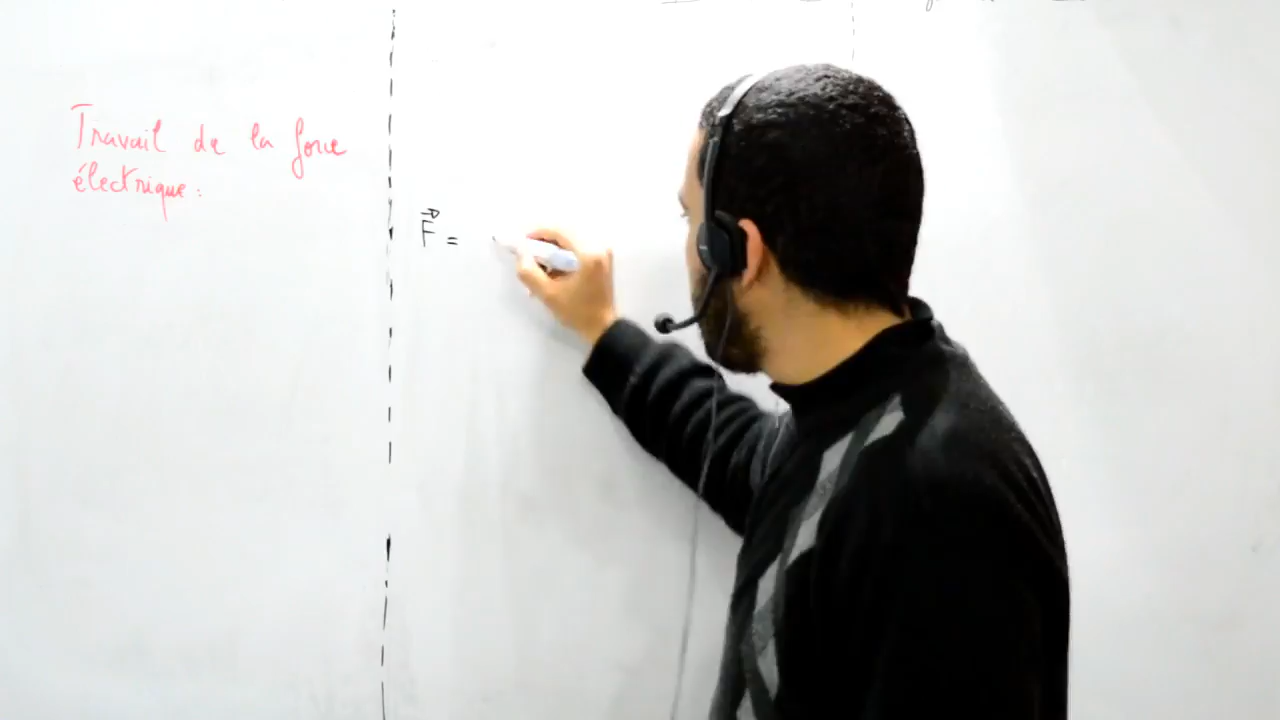 Travail de la force
électrique :
F⃗ =